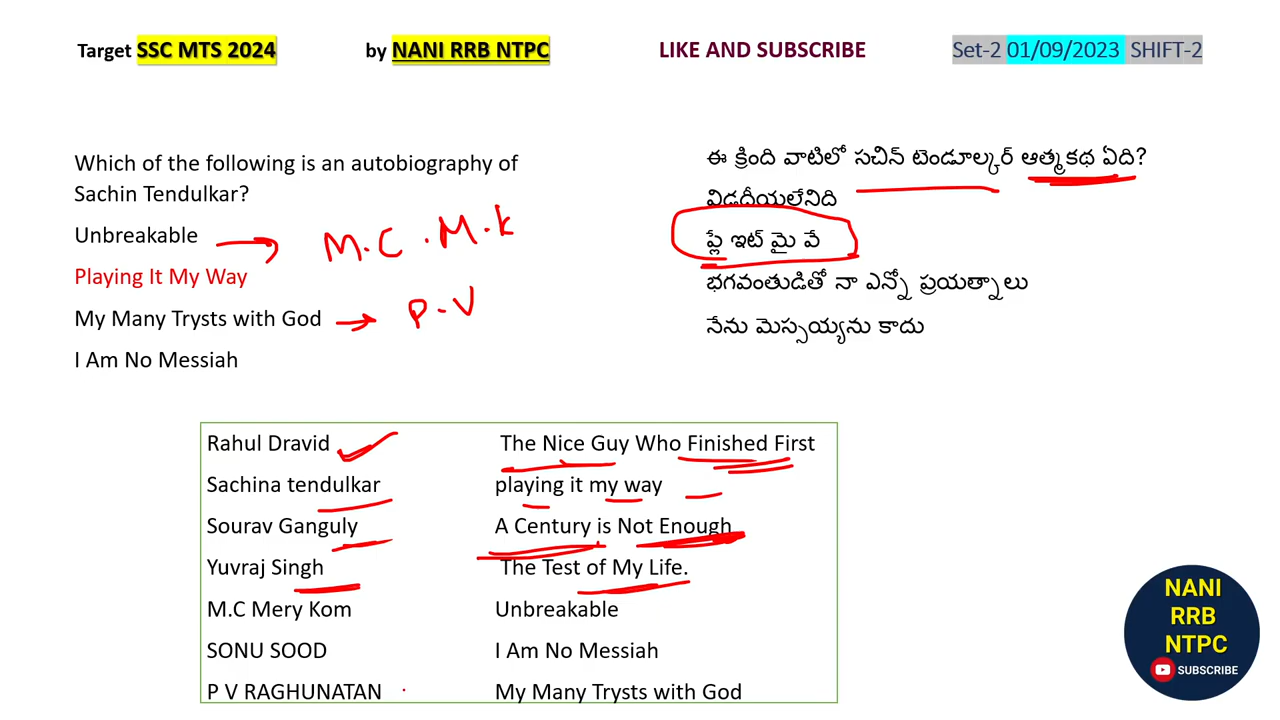 Target SSC MTS 2024 by NANI RRB NTPC LIKE AND SUBSCRIBE Set-2 01/09/2023 SHIFT-2
Which of the following is an autobiography of
Sachin Tendulkar?
Unbreakable M.C.M.K
Playing It My Way
My Many Trysts with God P.V
I Am No Messiah
ఈ క్రింది వాటిలో సచిన్ టెండూల్కర్ ఆత్మకథ ఏది?
విడదీయలేనిది
ప్లే ఇట్ మై వే
భగవంతుడితో నా ఎన్నో ప్రయత్నాలు
నేను మెస్సయ్యను కాదు
Rahul Dravid The Nice Guy Who Finished First
Sachina tendulkar playing it my way
Sourav Ganguly A Century is Not Enough
Yuvraj Singh The Test of My Life.
M.C Mery Kom Unbreakable
SONU SOOD I Am No Messiah
P V RAGHUNATAN My Many Trysts with God
NANI
RRB
NTPC
SUBSCRIBE